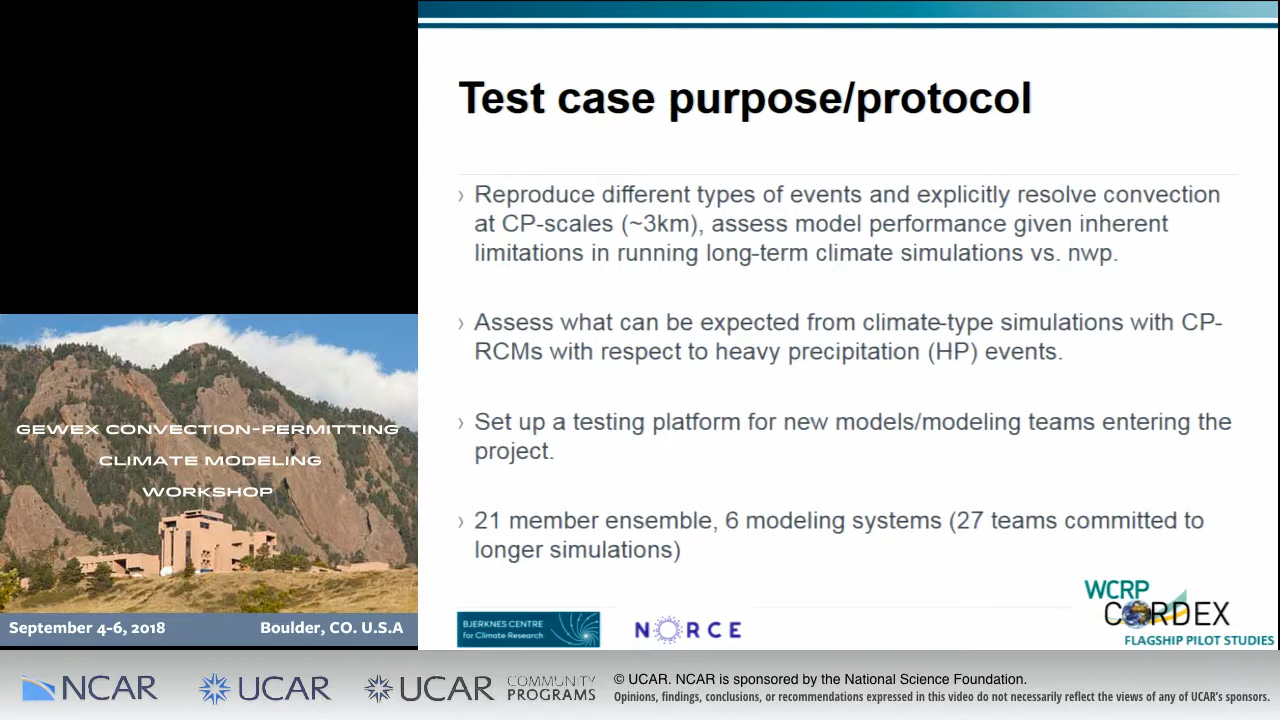 Test case purpose/protocol
› Reproduce different types of events and explicitly resolve convection
at CP-scales (~3km), assess model performance given inherent
limitations in running long-term climate simulations vs. nwp.
› Assess what can be expected from climate-type simulations with CP-
RCMs with respect to heavy precipitation (HP) events.
› Set up a testing platform for new models/modeling teams entering the
project.
› 21 member ensemble, 6 modeling systems (27 teams committed to
longer simulations)
BJERKNES CENTRE
for Climate Research
NORCE
WCRP
CORDEX
FLAGSHIP PILOT STUDIES
GEWEX CONVECTION-PERMITTING
CLIMATE MODELING
WORKSHOP
September 4-6, 2018
Boulder, CO. U.S.A
NCAR
UCAR
UCAR
COMMUNITY
PROGRAMS
© UCAR. NCAR is sponsored by the National Science Foundation.
Opinions, findings, conclusions, or recommendations expressed in this video do not necessarily reflect the views of any of UCAR's sponsors.